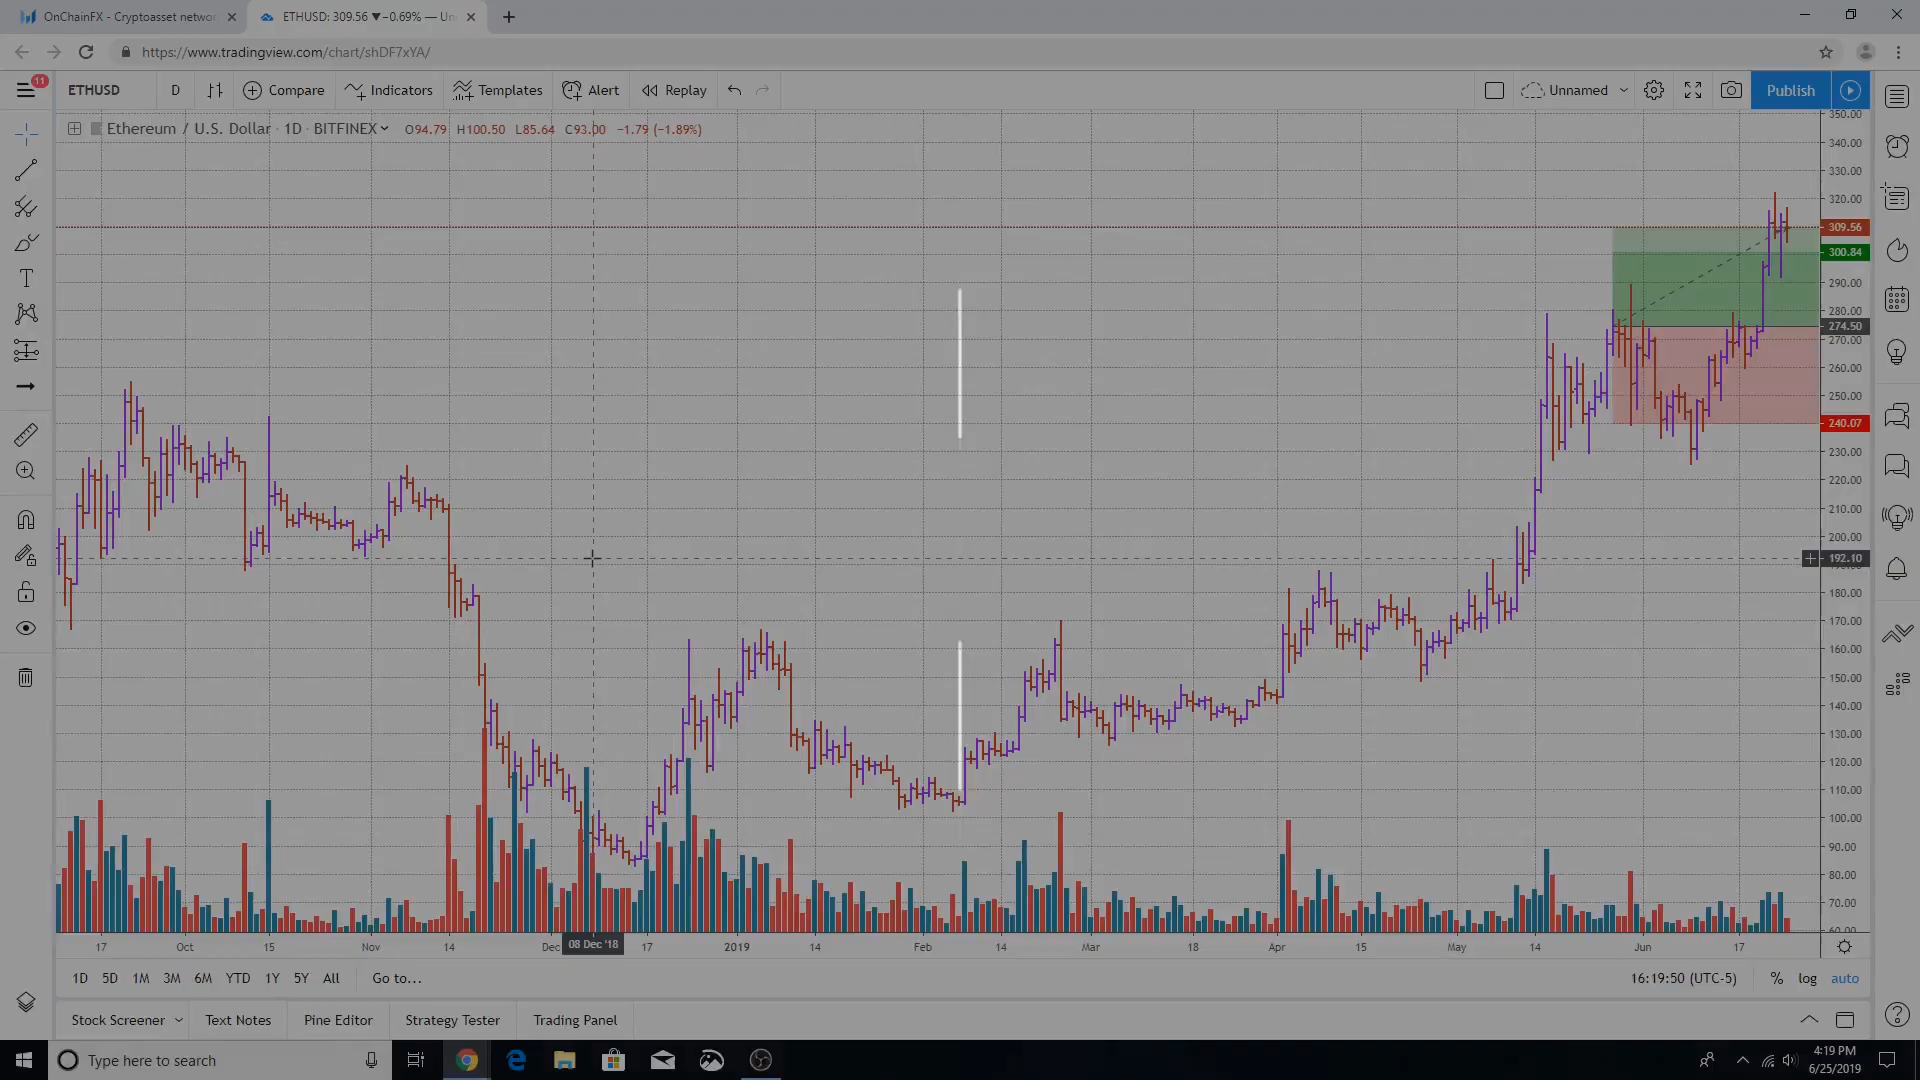 OnChainFX - Cryptoasset networ
ETHUSD: 309.56 ▼−0.69% — Un
https://www.tradingview.com/chart/shDF7xYA/
11
ETHUSD
D
Compare
Indicators
Templates
Alert
Replay
Unnamed
Publish
Ethereum / U.S. Dollar · 1D · BITFINEX
O94.79 H100.50 L85.64 C93.00 −1.79 (−1.89%)
350.00
340.00
330.00
320.00
309.56
300.84
290.00
280.00
274.50
270.00
260.00
250.00
240.07
230.00
220.00
210.00
200.00
192.10
180.00
170.00
160.00
150.00
140.00
130.00
120.00
110.00
100.00
90.00
80.00
70.00
60.00
17 Oct 15 Nov 14 Dec 08 Dec '18 17 2019 14 Feb 14 Mar 18 Apr 15 May 14 Jun 17
1D 5D 1M 3M 6M YTD 1Y 5Y All Go to...
16:19:50 (UTC-5) % log auto
Stock Screener Text Notes Pine Editor Strategy Tester Trading Panel
Type here to search
4:19 PM
6/25/2019